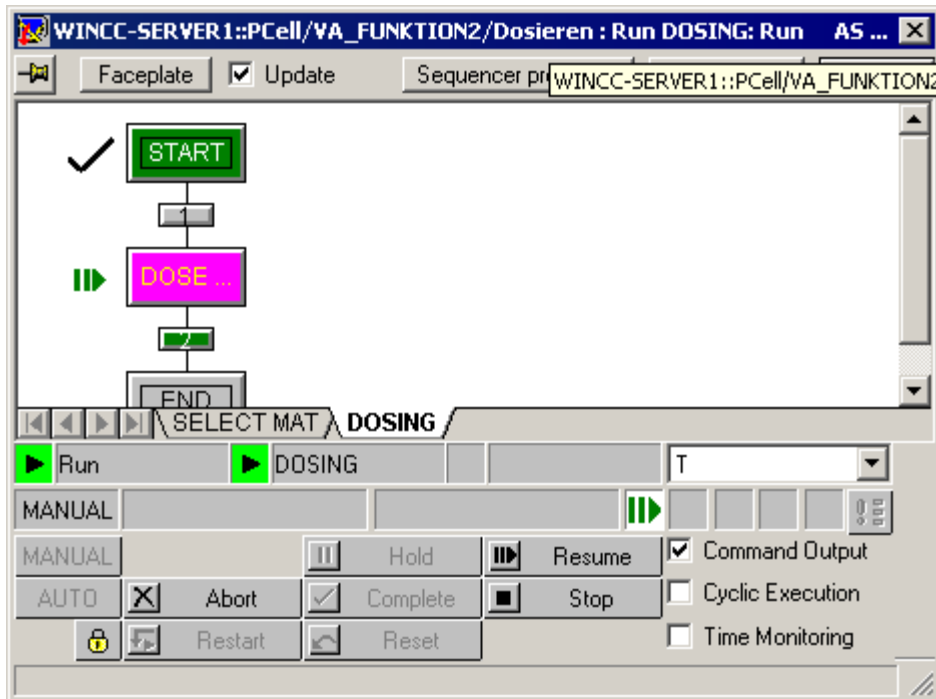 WINCC-SERVER1::PCell/VA_FUNKTION2/Dosieren : Run DOSING: Run AS ...
Faceplate Update Sequencer pr
WINCC-SERVER1::PCell/VA_FUNKTION2
START
1
DOSE ...
2
END
SELECT MAT DOSING
Run DOSING T
MANUAL
MANUAL Hold Resume Command Output
AUTO Abort Complete Stop Cyclic Execution
Restart Reset Time Monitoring